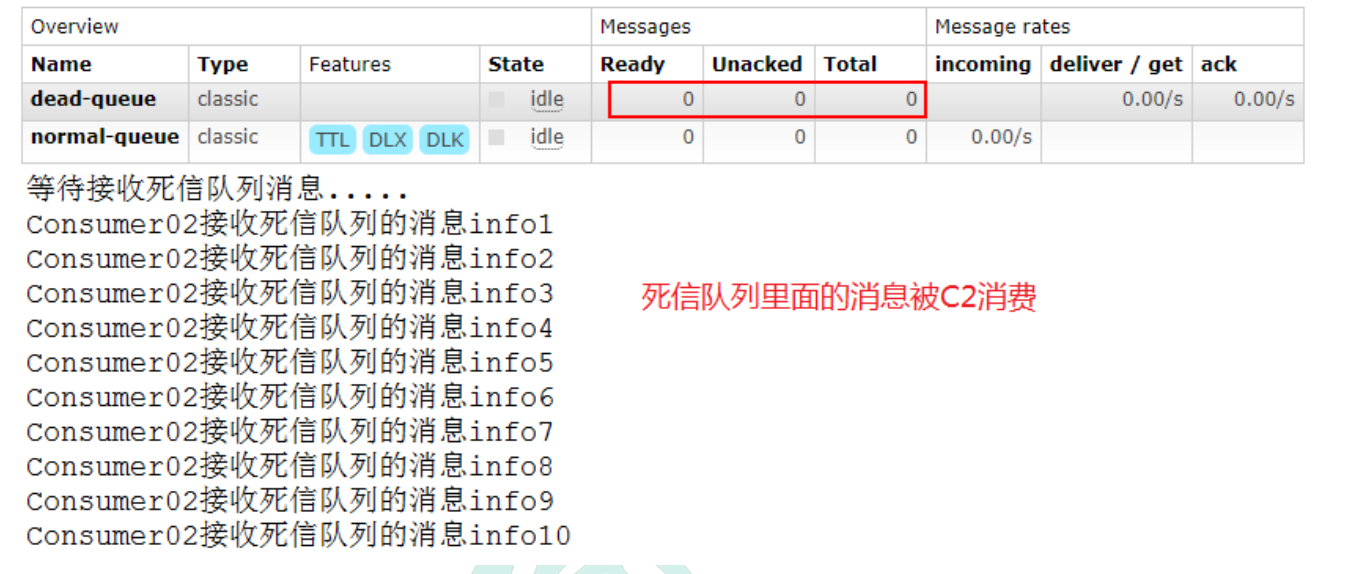 Overview Messages Message rates
Name Type Features State Ready Unacked Total incoming deliver / get ack
dead-queue classic idle 0 0 0 0.00/s 0.00/s
normal-queue classic TTL DLX DLK idle 0 0 0 0.00/s
等待接收死信队列消息.....
Consumer02接收死信队列的消息info1
Consumer02接收死信队列的消息info2
Consumer02接收死信队列的消息info3
死信队列里面的消息被C2消费
Consumer02接收死信队列的消息info4
Consumer02接收死信队列的消息info5
Consumer02接收死信队列的消息info6
Consumer02接收死信队列的消息info7
Consumer02接收死信队列的消息info8
Consumer02接收死信队列的消息info9
Consumer02接收死信队列的消息info10